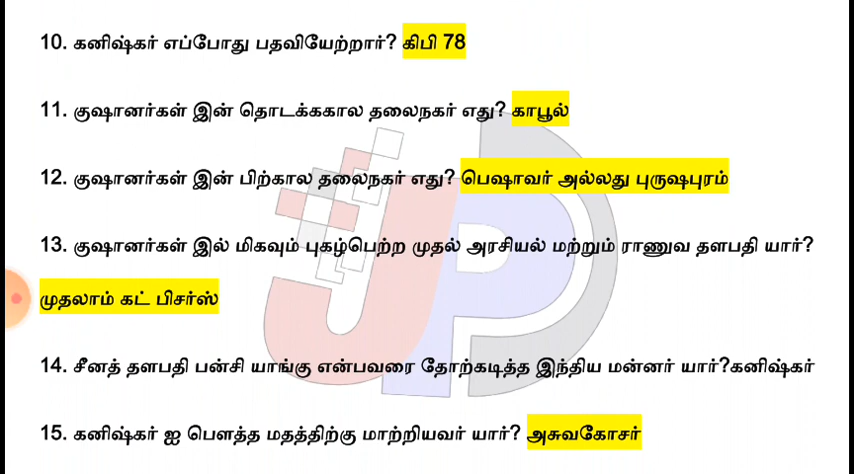 10. கனிஷ்கர் எப்போது பதவியேற்றார்? கிபி 78
11. குஷானர்கள் இன் தொடக்ககால தலைநகர் எது? காபூல்
12. குஷானர்கள் இன் பிற்கால தலைநகர் எது? பெஷாவர் அல்லது புருஷபுரம்
13. குஷானர்கள் இல் மிகவும் புகழ்பெற்ற முதல் அரசியல் மற்றும் ராணுவ தளபதி யார்?
முதலாம் கட் பிசர்ஸ்
14. சீனத் தளபதி பன்சி யாங்கு என்பவரை தோற்கடித்த இந்திய மன்னர் யார்?கனிஷ்கர்
15. கனிஷ்கர் ஐ பௌத்த மதத்திற்கு மாற்றியவர் யார்? அசுவகோசர்